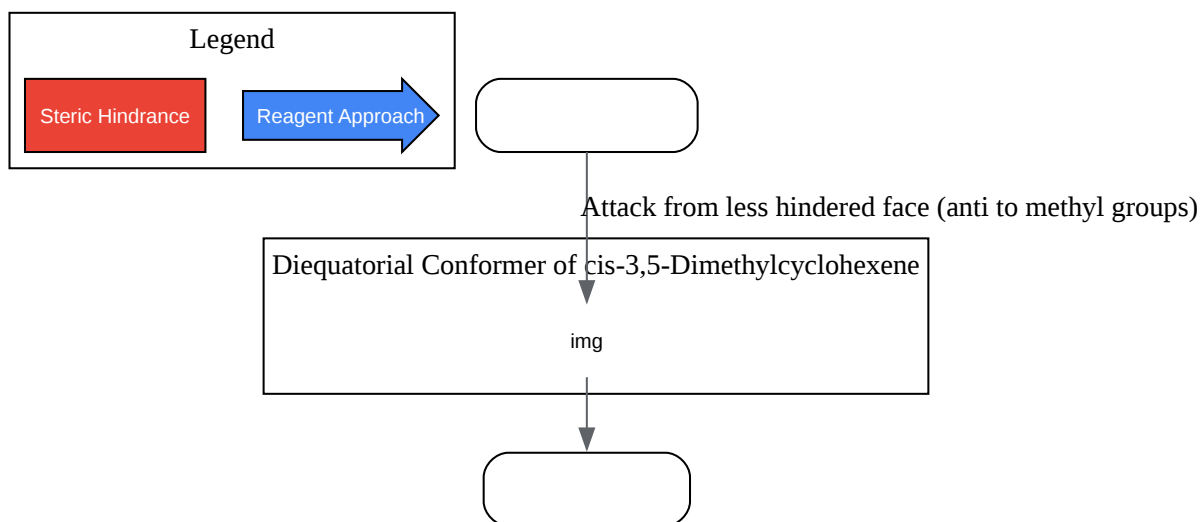 Legend
Steric Hindrance
Reagent Approach
Attack from less hindered face (anti to methyl groups)
Diequatorial Conformer of cis-3,5-Dimethylcyclohexene
img